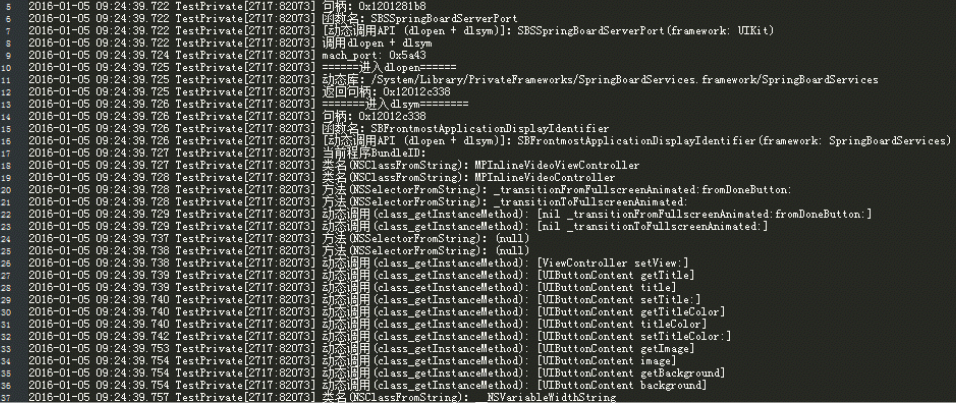 5 2016-01-05 09:24:39.722 TestPrivate[2717:82073] 句柄: 0x1201281b8
6 2016-01-05 09:24:39.722 TestPrivate[2717:82073] 函数名: SBSSpringBoardServerPort
7 2016-01-05 09:24:39.722 TestPrivate[2717:82073] [动态调用API (dlopen + dlsym)]: SBSSpringBoardServerPort(framework: UIKit)
8 2016-01-05 09:24:39.722 TestPrivate[2717:82073] 调用dlopen + dlsym
9 2016-01-05 09:24:39.724 TestPrivate[2717:82073] mach_port: 0x5a43
10 2016-01-05 09:24:39.725 TestPrivate[2717:82073] ======进入dlopen======
11 2016-01-05 09:24:39.725 TestPrivate[2717:82073] 动态库: /System/Library/PrivateFrameworks/SpringBoardServices.framework/SpringBoardServices
12 2016-01-05 09:24:39.725 TestPrivate[2717:82073] 返回句柄: 0x12012c338
13 2016-01-05 09:24:39.726 TestPrivate[2717:82073] =======进入dlsym========
14 2016-01-05 09:24:39.726 TestPrivate[2717:82073] 句柄: 0x12012c338
15 2016-01-05 09:24:39.726 TestPrivate[2717:82073] 函数名: SBFrontmostApplicationDisplayIdentifier
16 2016-01-05 09:24:39.726 TestPrivate[2717:82073] [动态调用API (dlopen + dlsym)]: SBFrontmostApplicationDisplayIdentifier(framework: SpringBoardServices)
17 2016-01-05 09:24:39.727 TestPrivate[2717:82073] 当前程序BundleID:
18 2016-01-05 09:24:39.727 TestPrivate[2717:82073] 类名(NSClassFromString): MPInlineVideoViewController
19 2016-01-05 09:24:39.728 TestPrivate[2717:82073] 类名(NSClassFromString): MPInlineVideoController
20 2016-01-05 09:24:39.728 TestPrivate[2717:82073] 方法(NSSelectorFromString): _transitionFromFullscreenAnimated:fromDoneButton:
21 2016-01-05 09:24:39.728 TestPrivate[2717:82073] 方法(NSSelectorFromString): _transitionToFullscreenAnimated:
22 2016-01-05 09:24:39.729 TestPrivate[2717:82073] 动态调用(class_getInstanceMethod): [nil _transitionFromFullscreenAnimated:fromDoneButton:]
23 2016-01-05 09:24:39.729 TestPrivate[2717:82073] 动态调用(class_getInstanceMethod): [nil _transitionToFullscreenAnimated:]
24 2016-01-05 09:24:39.737 TestPrivate[2717:82073] 方法(NSSelectorFromString): (null)
25 2016-01-05 09:24:39.738 TestPrivate[2717:82073] 方法(NSSelectorFromString): (null)
26 2016-01-05 09:24:39.738 TestPrivate[2717:82073] 动态调用(class_getInstanceMethod): [ViewController setView:]
27 2016-01-05 09:24:39.739 TestPrivate[2717:82073] 动态调用(class_getInstanceMethod): [UIButtonContent getTitle]
28 2016-01-05 09:24:39.739 TestPrivate[2717:82073] 动态调用(class_getInstanceMethod): [UIButtonContent title]
29 2016-01-05 09:24:39.740 TestPrivate[2717:82073] 动态调用(class_getInstanceMethod): [UIButtonContent setTitle:]
30 2016-01-05 09:24:39.740 TestPrivate[2717:82073] 动态调用(class_getInstanceMethod): [UIButtonContent getTitleColor]
31 2016-01-05 09:24:39.740 TestPrivate[2717:82073] 动态调用(class_getInstanceMethod): [UIButtonContent titleColor]
32 2016-01-05 09:24:39.742 TestPrivate[2717:82073] 动态调用(class_getInstanceMethod): [UIButtonContent setTitleColor:]
33 2016-01-05 09:24:39.753 TestPrivate[2717:82073] 动态调用(class_getInstanceMethod): [UIButtonContent getImage]
34 2016-01-05 09:24:39.754 TestPrivate[2717:82073] 动态调用(class_getInstanceMethod): [UIButtonContent image]
35 2016-01-05 09:24:39.754 TestPrivate[2717:82073] 动态调用(class_getInstanceMethod): [UIButtonContent getBackground]
36 2016-01-05 09:24:39.754 TestPrivate[2717:82073] 动态调用(class_getInstanceMethod): [UIButtonContent background]
37 2016-01-05 09:24:39.757 TestPrivate[2717:82073] 类名(NSClassFromString): __NSVariableWidthString